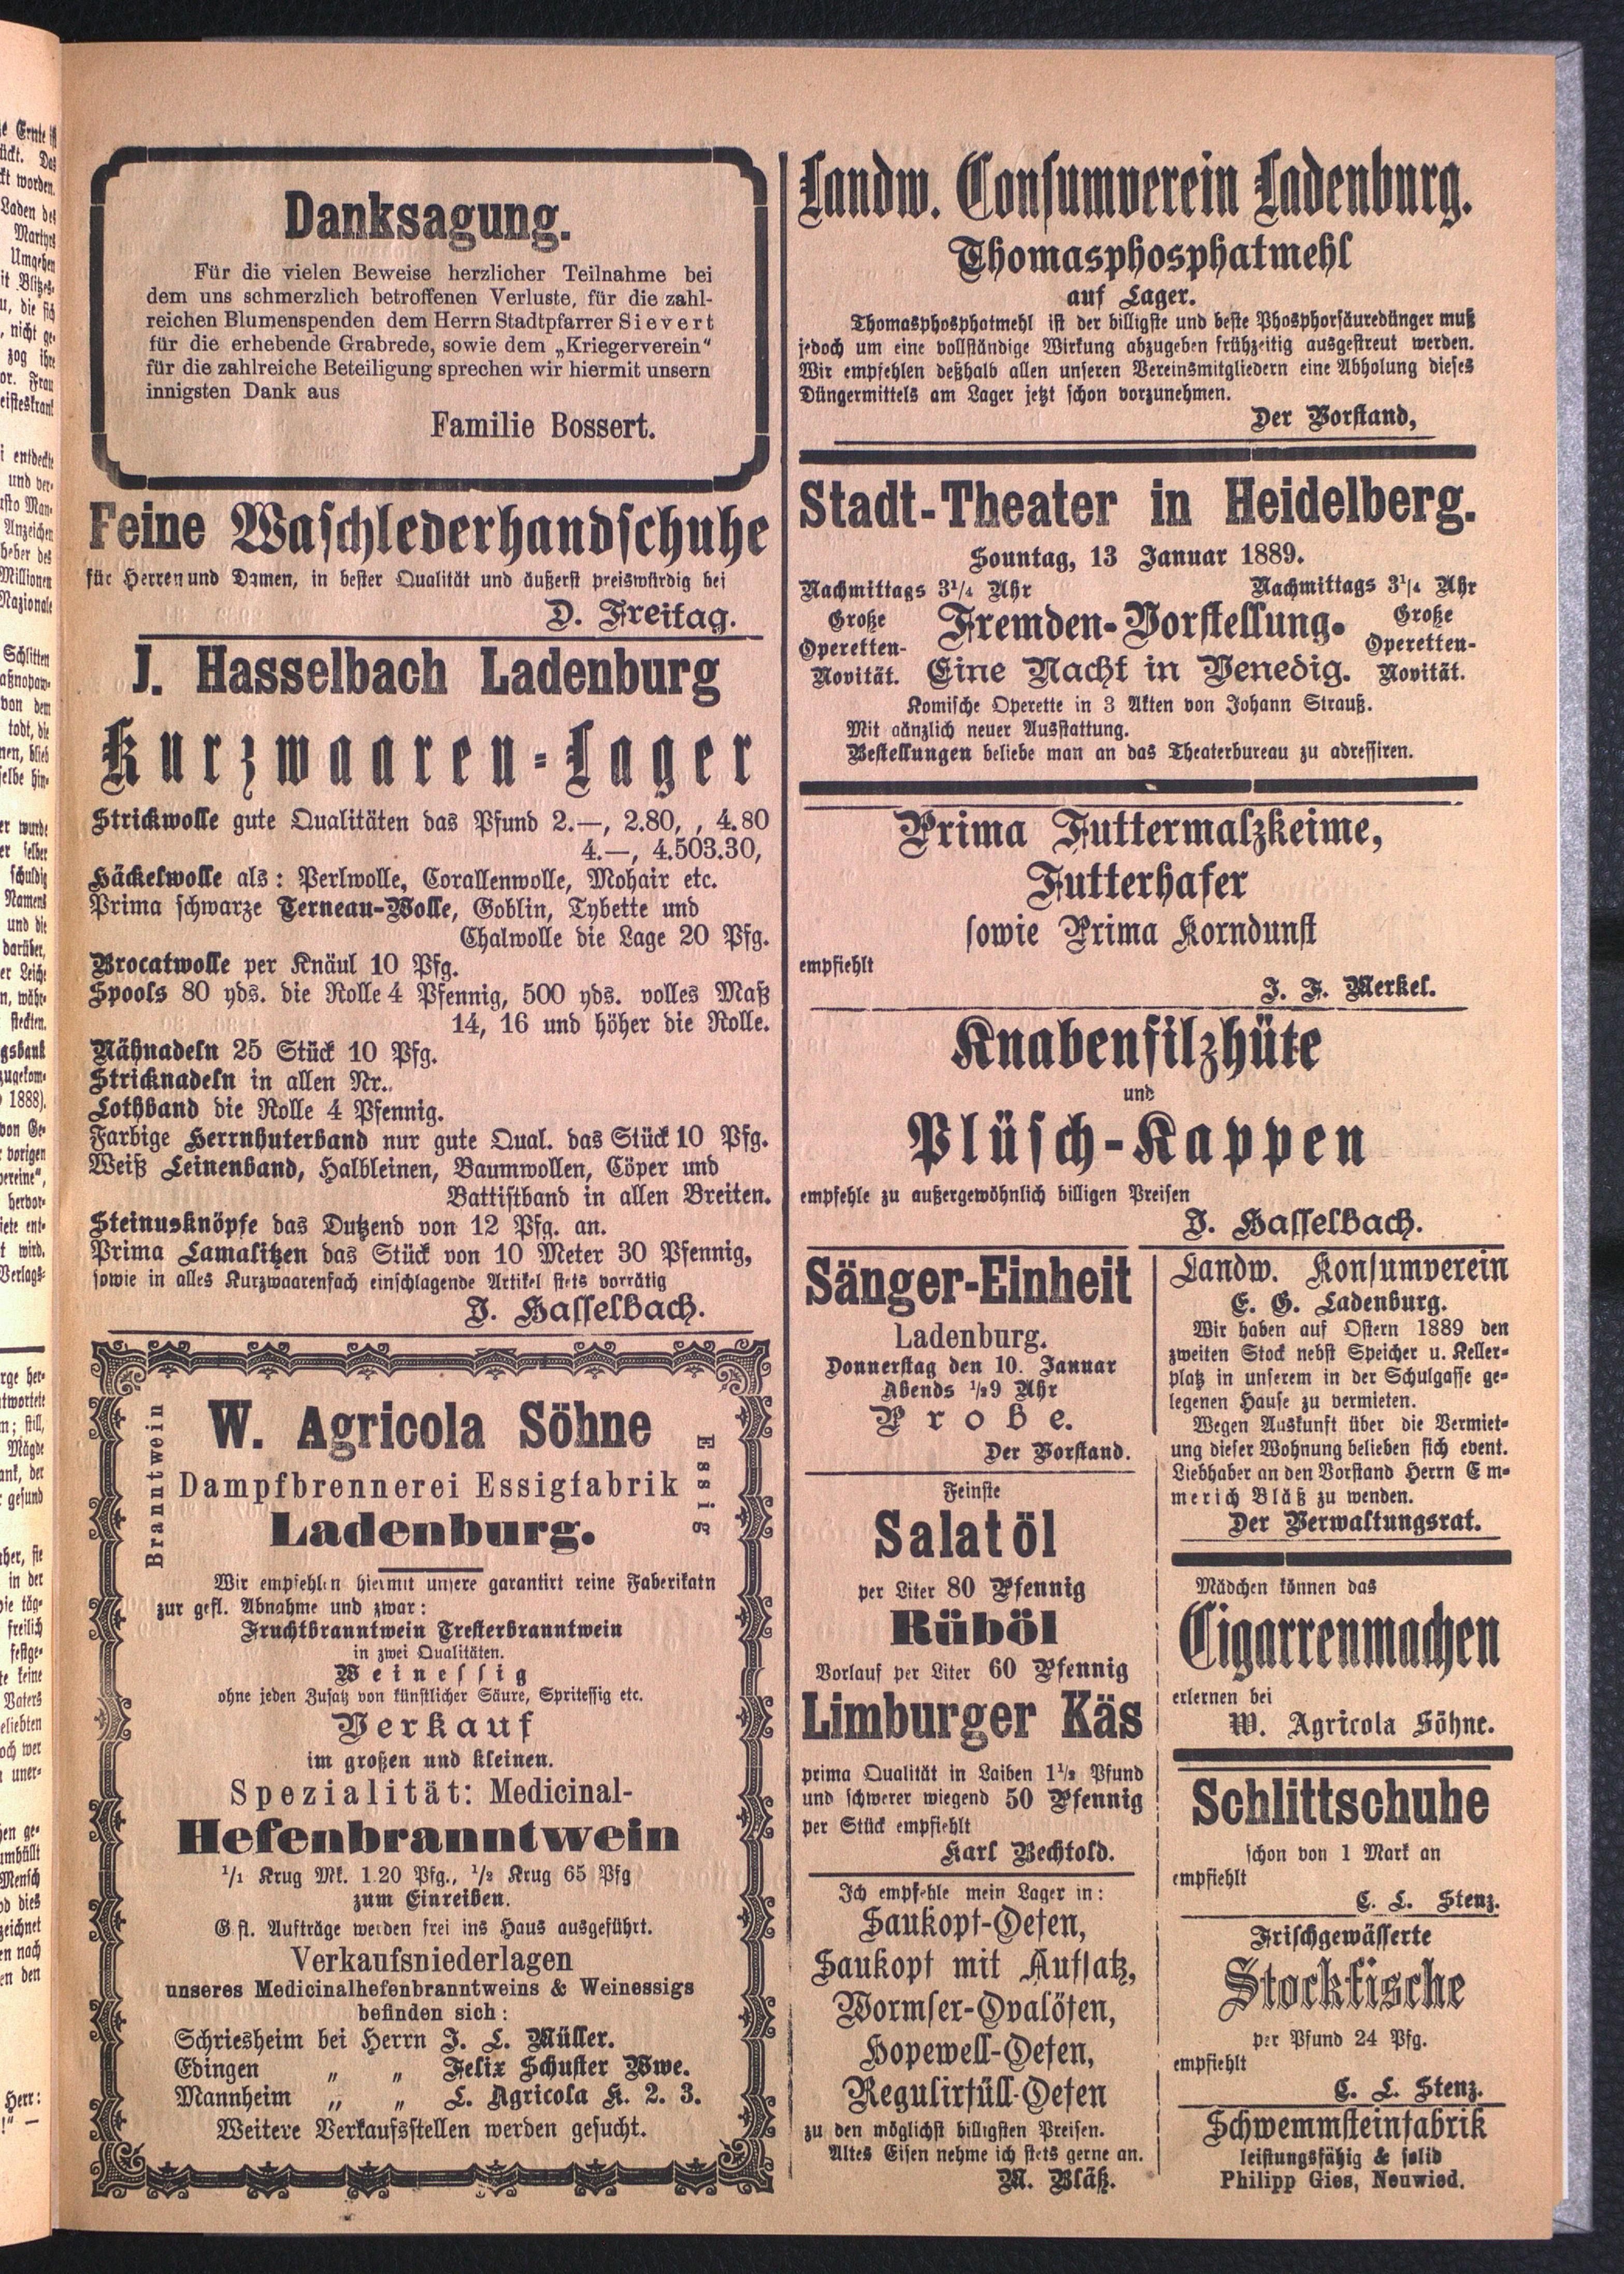 Danksagung.
Für die vielen Beweise herzlicher Teilnahme bei
dem uns schmerzlich betroffenen Verluste, für die zahl-
reichen Blumenspenden dem Herrn Stadtpfarrer Sievert
für die erhebende Grabrede, sowie dem „Kriegerverein“
für die zahlreiche Beteiligung sprechen wir hiermit unsern
innigsten Dank aus
Familie Bossert.
Feine Waschlederhandschuhe
für Herren und Damen, in bester Qualität und äußerst preiswürdig bei
D. Freitag.
J. Hasselbach Ladenburg
Kurzwaaren-Lager
Strickwolle gute Qualitäten das Pfund 2.—, 2.80, , 4.80
4.—, 4.503.30,
Häckelwolle als: Perlwolle, Corallenwolle, Mohair etc.
Prima schwarze Terneau-Wolle, Goblin, Tybette und
Chalwolle die Lage 20 Pfg.
Brocatwolle per Knäul 10 Pfg.
Spools 80 yds. die Rolle 4 Pfennig, 500 yds. volles Maß
14, 16 und höher die Rolle.
Nähnadeln 25 Stück 10 Pfg.
Stricknadeln in allen Nr..
Lothband die Rolle 4 Pfennig.
Farbige Herrnhuterband nur gute Qual. das Stück 10 Pfg.
Weiß Leinenband, Halbleinen, Baumwollen, Cöper und
Battistband in allen Breiten.
Steinusknöpfe das Dutzend von 12 Pfg. an.
Prima Lamalitzen das Stück von 10 Meter 30 Pfennig,
sowie in alles Kurzwaarenfach einschlagende Artikel stets vorrätig
J. Hasselbach.
Branntwein
W. Agricola Söhne
Essig
Dampfbrennerei Essigfabrik
Ladenburg.
Wir empfehlen hiermit unsere garantirt reine Faberikatn
zur gefl. Abnahme und zwar:
Fruchtbranntwein Tresterbranntwein
in zwei Qualitäten.
Weinessig
ohne jeden Zusatz von künstlicher Säure, Spritessig etc.
Verkauf
im großen und kleinen.
Spezialität: Medicinal-
Hefenbranntwein
1/1 Krug Mk. 1.20 Pfg., 1/2 Krug 65 Pfg
zum Einreiben.
G fl. Aufträge werden frei ins Haus ausgeführt.
Verkaufsniederlagen
unseres Medicinalhefenbranntweins & Weinessigs
befinden sich:
Schriesheim bei Herrn J. L. Müller.
Edingen „ „ Felix Schuster Wwe.
Mannheim „ „ L. Agricola K. 2. 3.
Weitere Verkaufsstellen werden gesucht.
Landw. Consumverein Ladenburg.
Thomasphosphatmehl
auf Lager.
Thomasphosphatmehl ist der billigste und beste Phosphorsäuredünger muß
jedoch um eine vollständige Wirkung abzugeben frühzeitig ausgestreut werden.
Wir empfehlen deßhalb allen unseren Vereinsmitgliedern eine Abholung dieses
Düngermittels am Lager jetzt schon vorzunehmen.
Der Vorstand,
Stadt-Theater in Heidelberg.
Sonntag, 13 Januar 1889.
Nachmittags 3¼ Uhr Nachmittags 3¼ Uhr
Große Operetten-Novität. Fremden-Vorstellung. Große Operetten-Novität.
Eine Nacht in Venedig.
Komische Operette in 3 Akten von Johann Strauß.
Mit gänzlich neuer Ausstattung.
Bestellungen beliebe man an das Theaterbureau zu adressiren.
Prima Futtermalzkeime,
Futterhafer
sowie Prima Korndunst
empfiehlt
J. F. Merkel.
Knabenfilzhüte
und
Plüsch-Kappen
empfehle zu außergewöhnlich billigen Preisen
J. Hasselbach.
Sänger-Einheit
Ladenburg.
Donnerstag den 10. Januar
Abends ½9 Uhr
Probe.
Der Vorstand.
Feinste
Salatöl
per Liter 80 Pfennig
Rüböl
Vorlauf per Liter 60 Pfennig
Limburger Käs
prima Qualität in Laiben 1½ Pfund
und schwerer wiegend 50 Pfennig
per Stück empfiehlt
Karl Bechtold.
Ich empfehle mein Lager in:
Saukopf-Oefen,
Saukopf mit Aufsatz,
Wormser-Ovalöfen,
Hopewell-Oefen,
Regulirfüll-Oefen
zu den möglichst billigsten Preisen.
Altes Eisen nehme ich stets gerne an.
M. Bläß.
Landw. Konsumverein
E. G. Ladenburg.
Wir haben auf Ostern 1889 den
zweiten Stock nebst Speicher u. Keller-
platz in unserem in der Schulgasse ge-
legenen Hause zu vermieten.
Wegen Auskunft über die Vermiet-
ung dieser Wohnung belieben sich event.
Liebhaber an den Vorstand Herrn Em-
merich Bläß zu wenden.
Der Verwaltungsrat.
Mädchen können das
Cigarrenmachen
erlernen bei
W. Agricola Söhne.
Schlittschuhe
schon von 1 Mark an
empfiehlt
C. L. Stenz.
Frischgewässerte
Stockfische
per Pfund 24 Pfg.
empfiehlt
C. L. Stenz.
Schwemmsteinfabrik
leistungsfähig & solid
Philipp Gies, Neuwied.